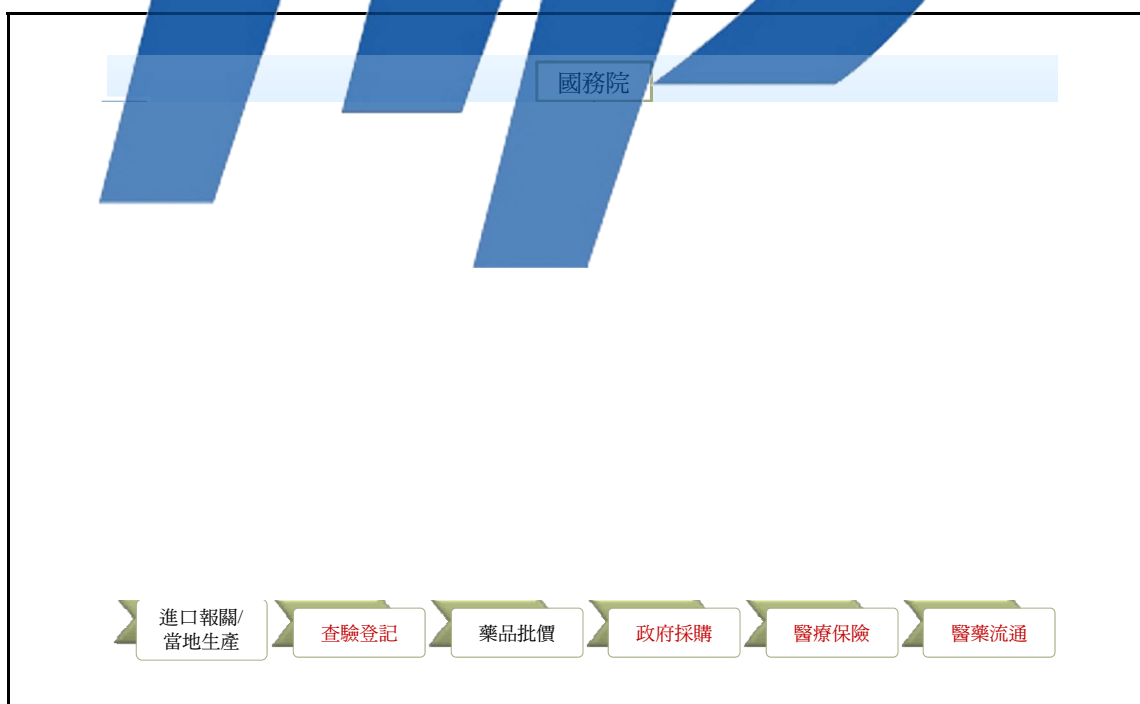 國務院
進口報關/
當地生產
查驗登記
藥品批價
政府採購
醫療保險
醫藥流通